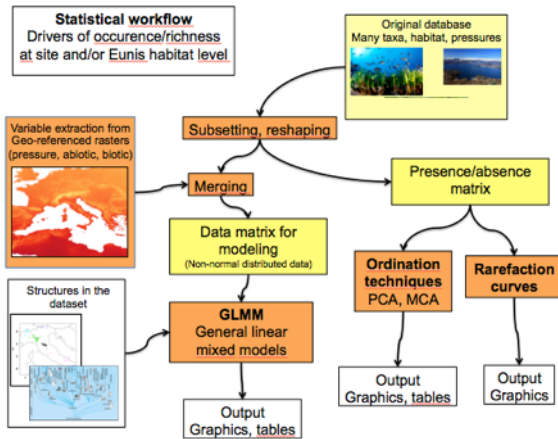 Statistical workflow
Drivers of occurence/richness
at site and/or Eunis habitat level
Original database
Many taxa, habitat, pressures
Subsetting, reshaping
Variable extraction from
Geo-referenced rasters
(pressure, abiotic, biotic)
Merging
Presence/absence
matrix
Data matrix for
modeling
(Non-normal distributed data)
Ordination
techniques
PCA, MCA
Rarefaction
curves
Structures in the
dataset
GLMM
General linear
mixed models
Output
Graphics, tables
Output
Graphics, tables
Output
Graphics